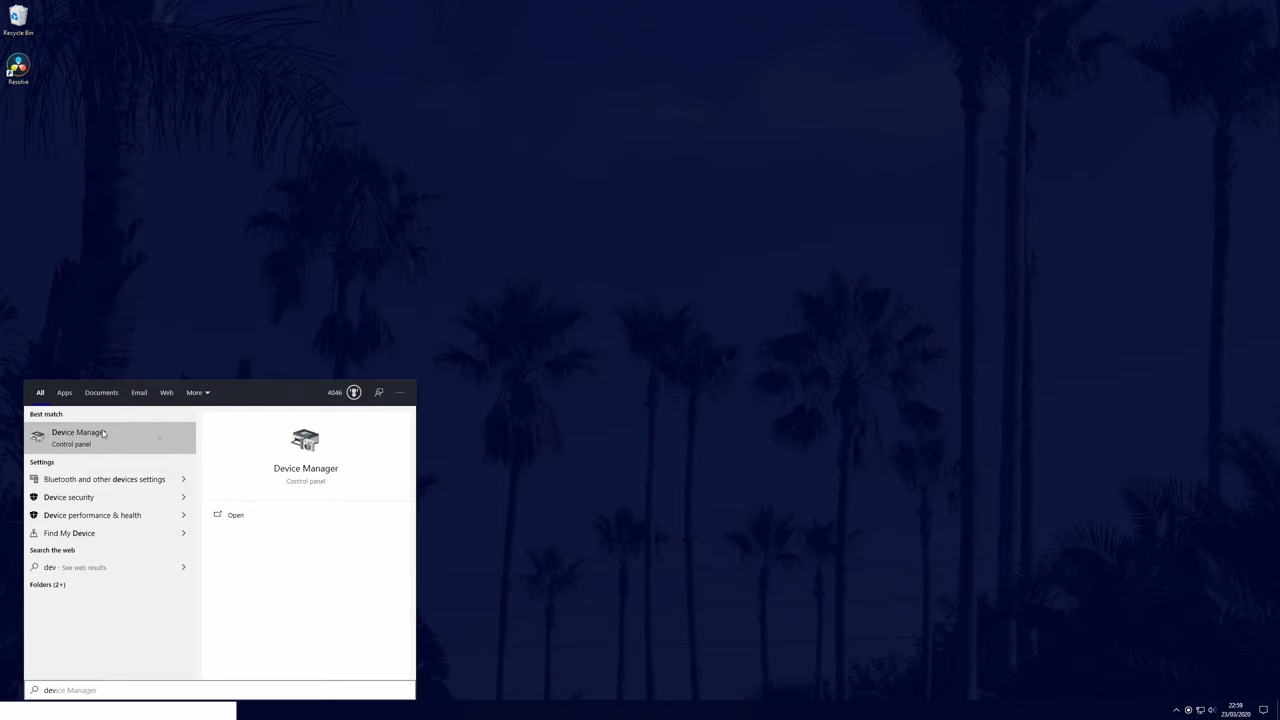 Recycle Bin
Resolve
All Apps Documents Email Web More 4046 ...
Best match
Device Manager
Control panel
Settings
Bluetooth and other devices settings
Device security
Device performance & health
Find My Device
Search the web
dev - See web results
Folders (2+)
Device Manager
Control panel
Open
device Manager
22:59
23/03/2020